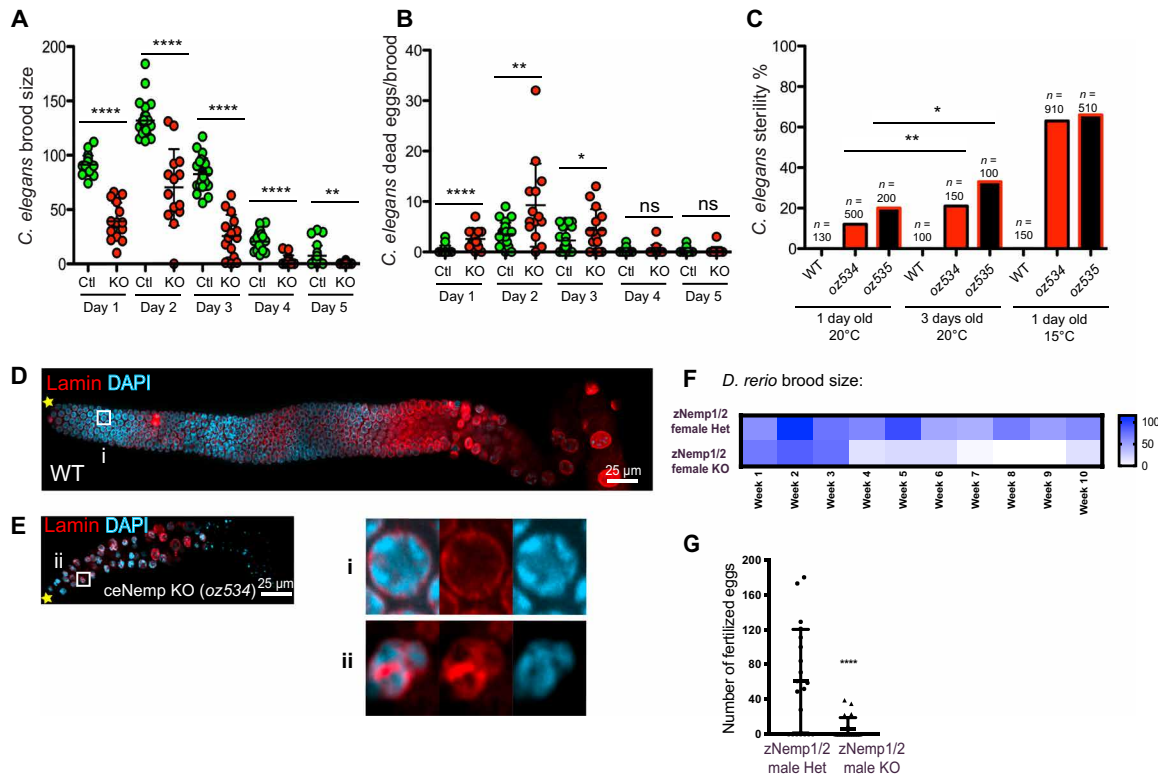 A
C. elegans brood size
200
150
100
50
0
****
****
****
****
**
Ctl KO Ctl KO Ctl KO Ctl KO Ctl KO
Day 1 Day 2 Day 3 Day 4 Day 5
B
C. elegans dead eggs/brood
40
30
20
10
0
****
**
*
ns
ns
Ctl KO Ctl KO Ctl KO Ctl KO Ctl KO
Day 1 Day 2 Day 3 Day 4 Day 5
C
C. elegans sterility %
100
80
60
40
20
0
*
**
n = 130
n = 500
n = 200
n = 100
n = 150
n = 100
n = 150
n = 910
n = 510
WT oz534 oz535 WT oz534 oz535 WT oz534 oz535
1 day old 20°C
3 days old 20°C
1 day 15°C
D
Lamin DAPI
i
WT
25 µm
E
Lamin DAPI
ii
ceNemp KO (oz534)
25 µm
i
ii
F
D. rerio brood size:
zNemp1/2 female Het
zNemp1/2 female KO
100
50
0
Week 1 Week 2 Week 3 Week 4 Week 5 Week 6 Week 7 Week 8 Week 9 Week 10
G
Number of fertilized eggs
200
160
120
80
40
0
****
zNemp1/2 male Het
zNemp1/2 male KO